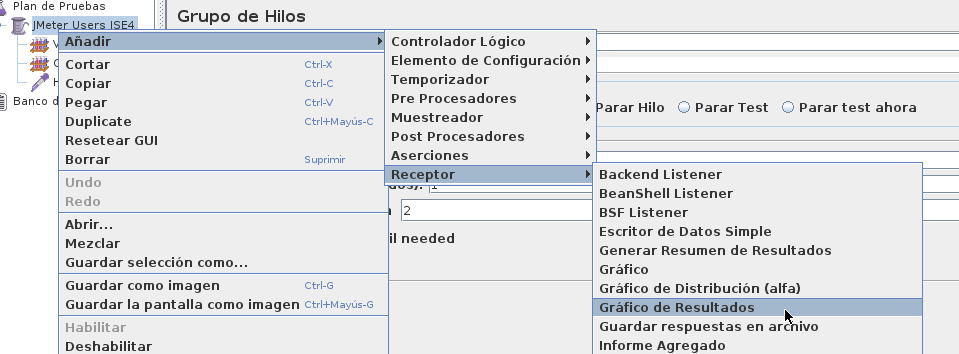 Plan de Pruebas
JMeter Users ISE4
Banco d
Grupo de Hilos
Añadir
Cortar Ctrl-X
Copiar Ctrl-C
Pegar Ctrl-V
Duplicate Ctrl+Mayús-C
Resetear GUI
Borrar Suprimir
Undo
Redo
Abrir...
Mezclar
Guardar selección como...
Guardar como imagen Ctrl-G
Guardar la pantalla como imagen Ctrl+Mayús-G
Habilitar
Deshabilitar
Controlador Lógico
Elemento de Configuración
Temporizador
Pre Procesadores
Muestreador
Post Procesadores
Aserciones
Receptor
Parar Hilo Parar Test Parar test ahora
2
il needed
Backend Listener
BeanShell Listener
BSF Listener
Escritor de Datos Simple
Generar Resumen de Resultados
Gráfico
Gráfico de Distribución (alfa)
Gráfico de Resultados
Guardar respuestas en archivo
Informe Agregado